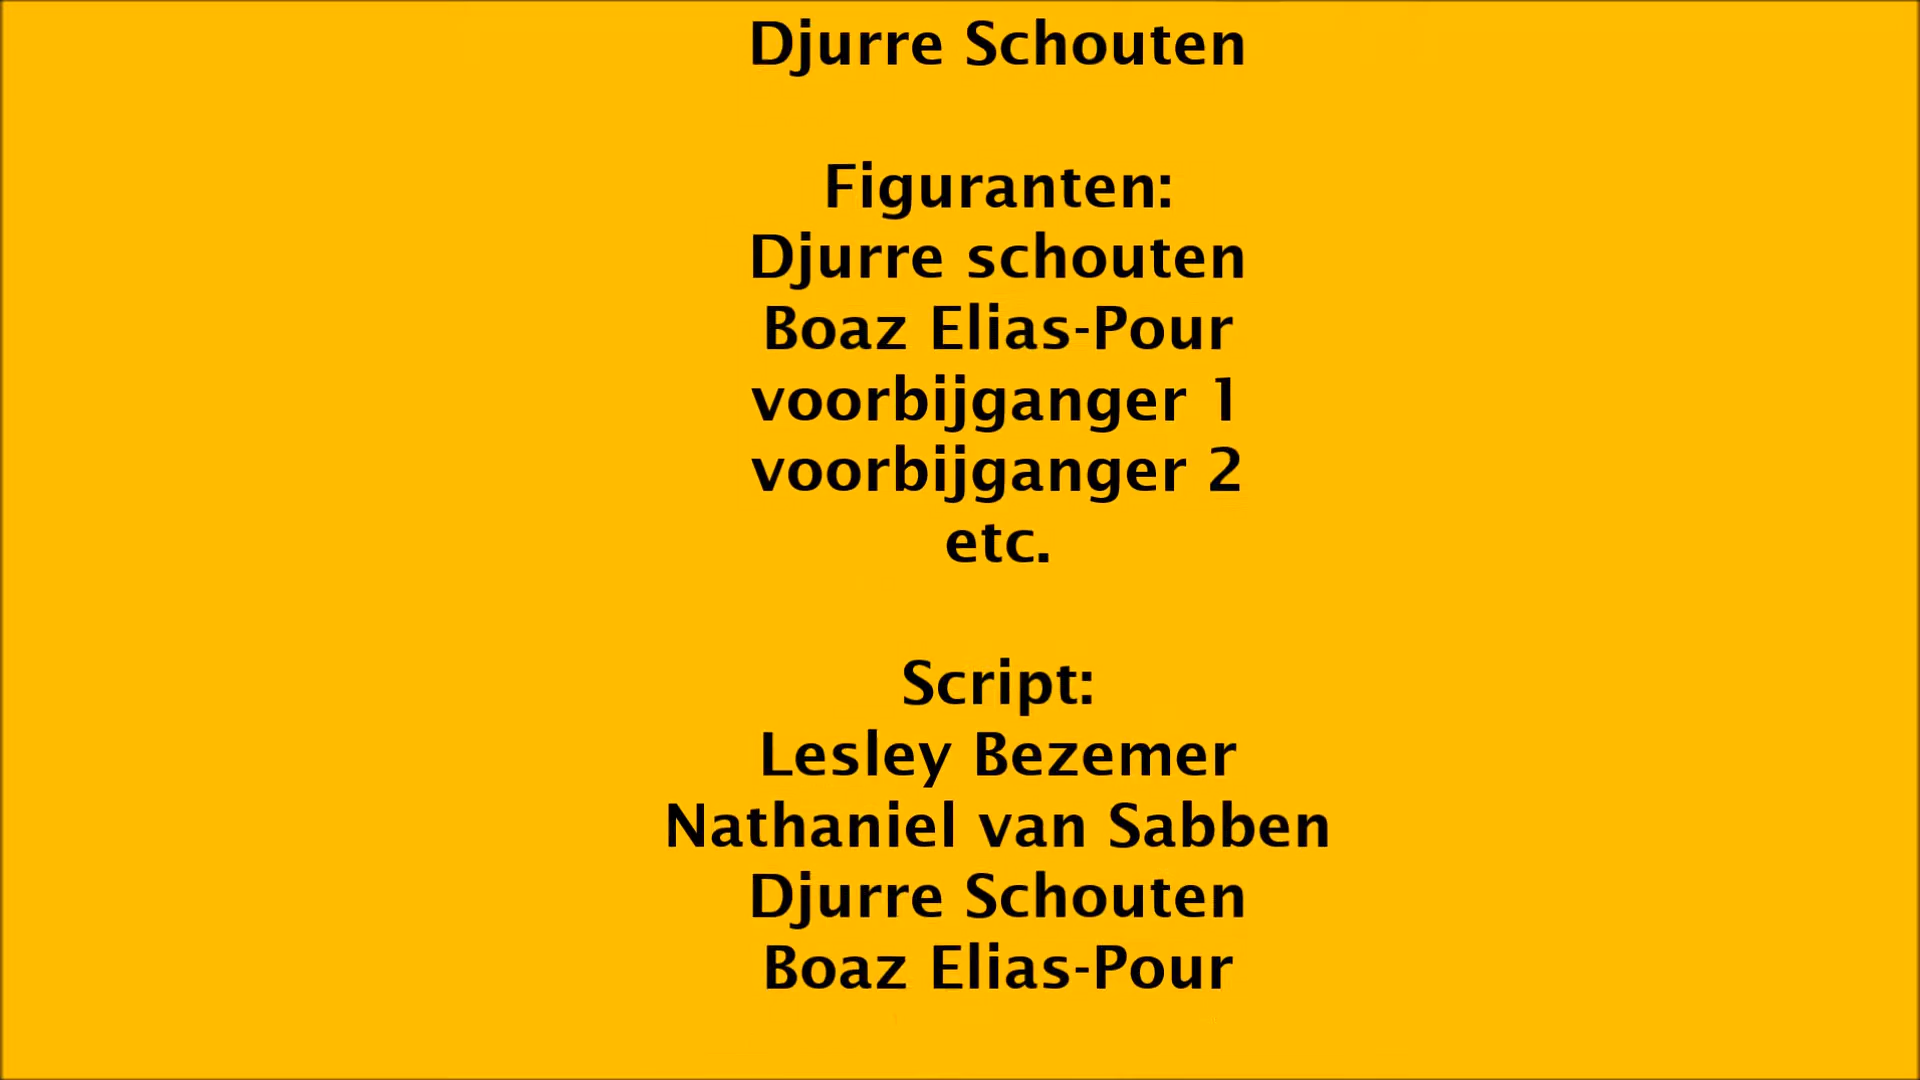 Djurre Schouten
Figuranten:
Djurre schouten
Boaz Elias-Pour
voorbijganger 1
voorbijganger 2
etc.
Script:
Lesley Bezemer
Nathaniel van Sabben
Djurre Schouten
Boaz Elias-Pour